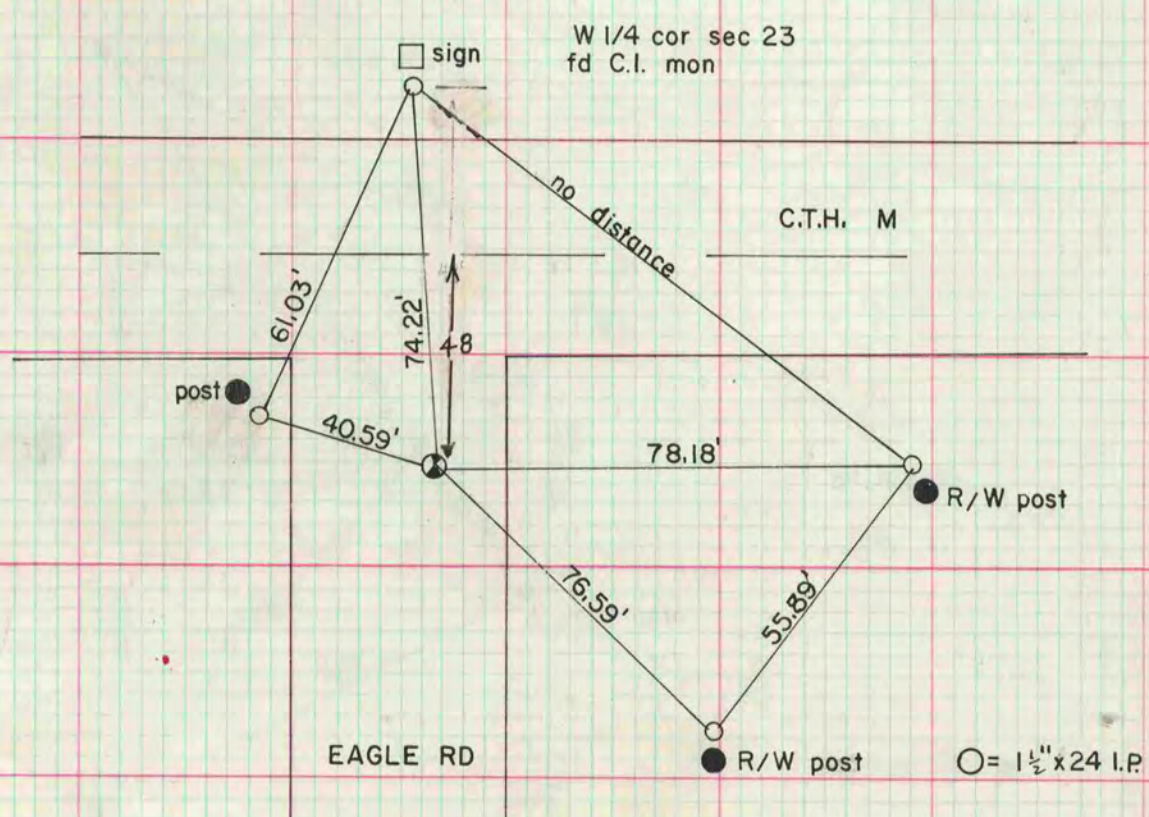 W 1/4 cor sec 23
fd C.I. mon
sign
no distance
C.T.H. M
61.03'
74.22'
48
post
40.59'
78.18'
R/W post
76.59'
55.89'
EAGLE RD
R/W post
O= 1½"x24 I.P.